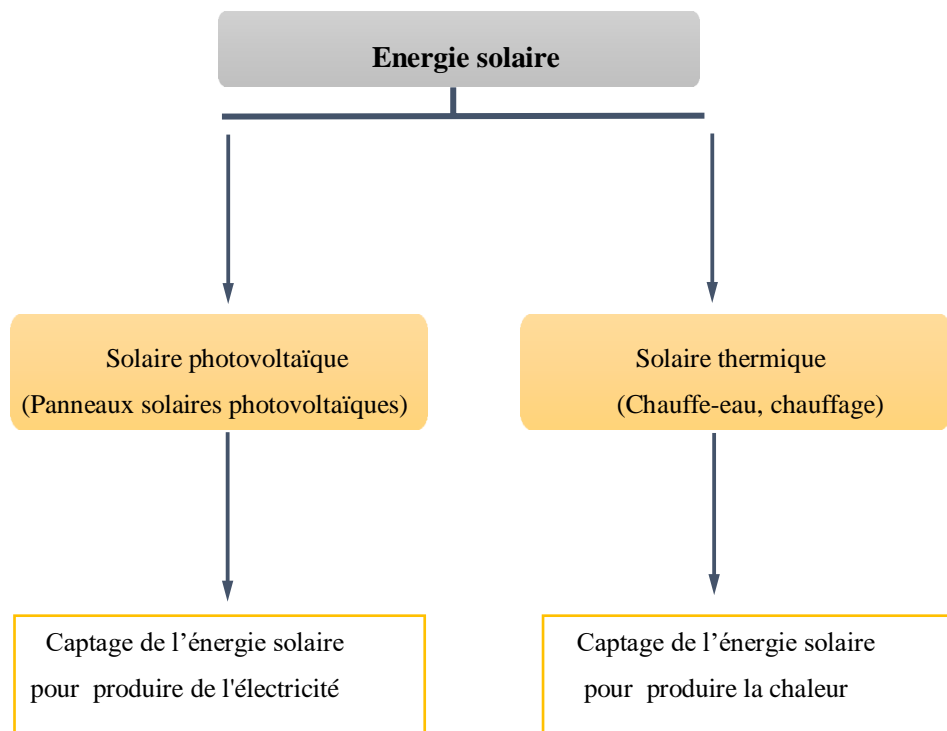 Energie solaire
Solaire photovoltaïque
(Panneaux solaires photovoltaïques)
Solaire thermique
(Chauffe-eau, chauffage)
Captage de l’énergie solaire
pour produire de l'électricité
Captage de l’énergie solaire
pour produire la chaleur